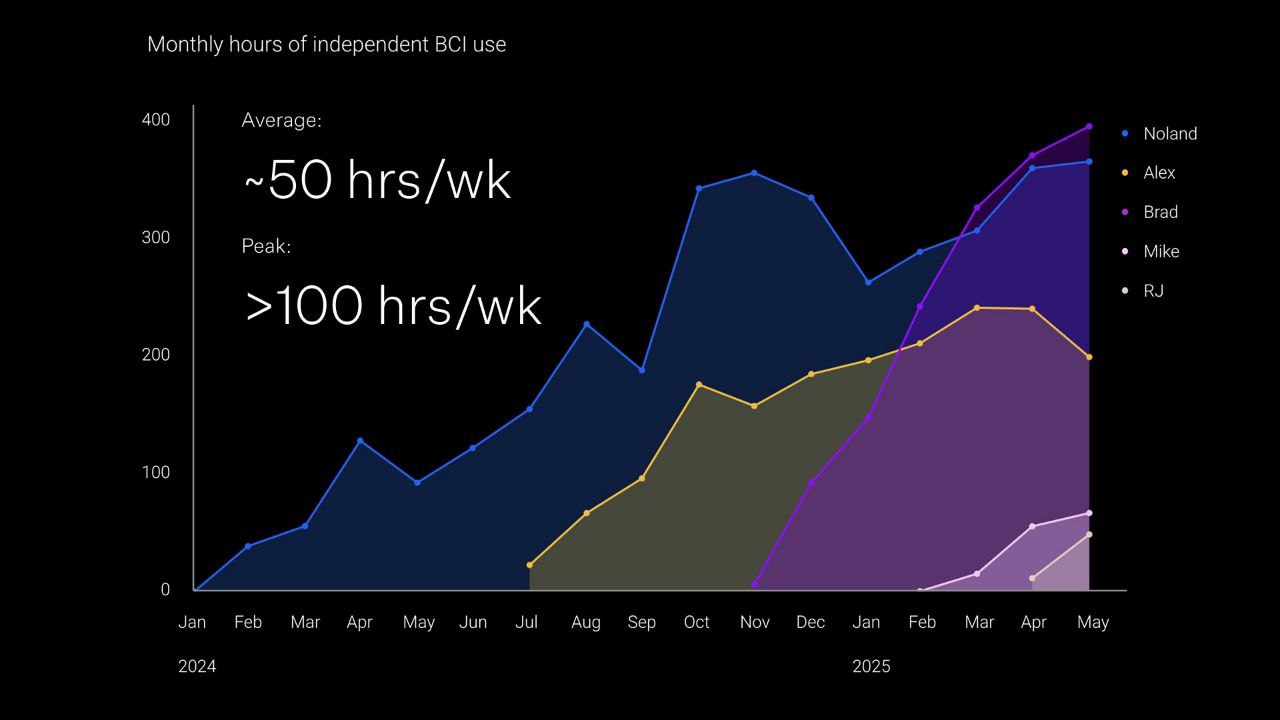 Monthly hours of independent BCI use
400
300
200
100
0
Average:
~50 hrs/wk
Peak:
>100 hrs/wk
Noland
Alex
Brad
Mike
RJ
Jan Feb Mar Apr May Jun Jul Aug Sep Oct Nov Dec Jan Feb Mar Apr May
2024 2025